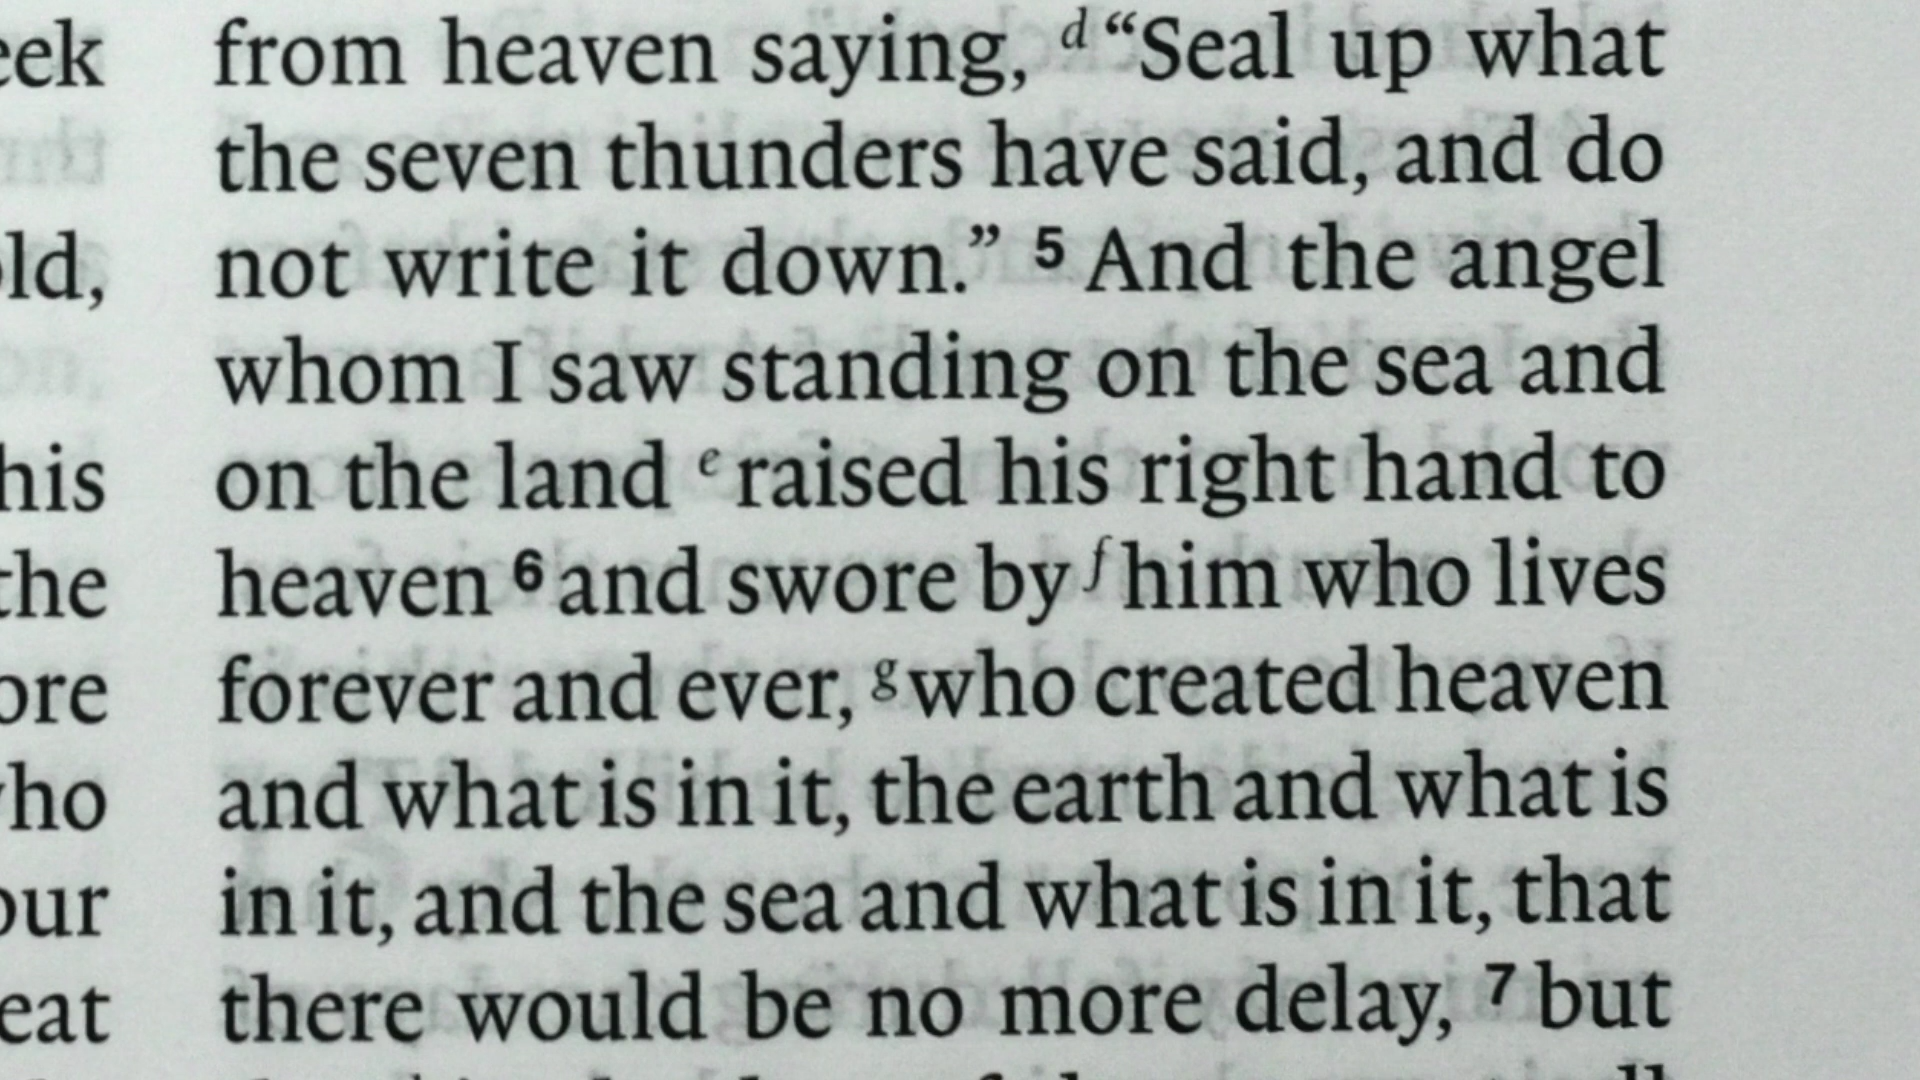 from heaven saying, d “Seal up what
the seven thunders have said, and do
not write it down.” 5 And the angel
whom I saw standing on the sea and
on the land e raised his right hand to
heaven 6 and swore by f him who lives
forever and ever, g who created heaven
and what is in it, the earth and what is
in it, and the sea and what is in it, that
there would be no more delay, 7 but